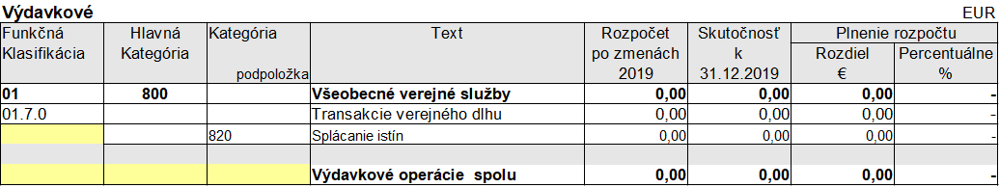 Výdavkové EUR
Funkčná Klasifikácia Hlavná Kategória Kategória podpoložka Text Rozpočet po zmenách 2019 Skutočnosť k 31.12.2019 Plnenie rozpočtu Rozdiel € Percentuálne %
01 800 Všeobecné verejné služby 0,00 0,00 0,00 -
01.7.0 Transakcie verejného dlhu 0,00 0,00 0,00 -
820 Splácanie istín 0,00 0,00 0,00 -
Výdavkové operácie spolu 0,00 0,00 0,00 -